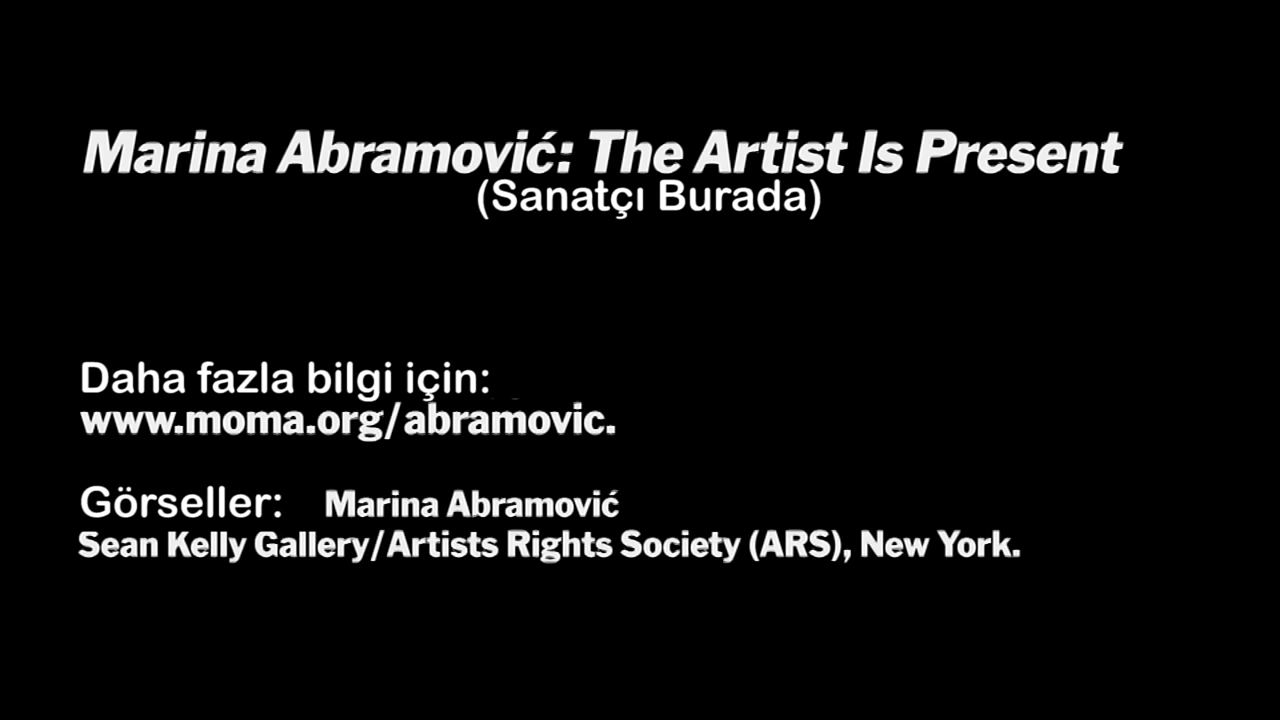 Marina Abramović: The Artist Is Present
(Sanatçı Burada)
Daha fazla bilgi için:
www.moma.org/abramovic.
Görseller: Marina Abramović
Sean Kelly Gallery/Artists Rights Society (ARS), New York.